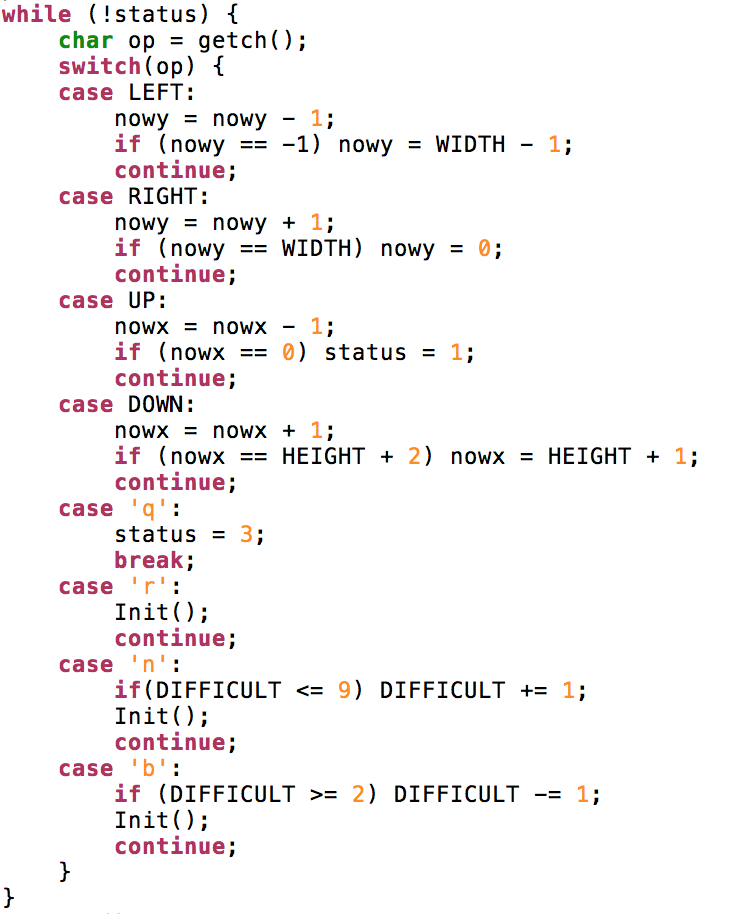 while (!status) {
    char op = getch();
    switch(op) {
    case LEFT:
        nowy = nowy - 1;
        if (nowy == -1) nowy = WIDTH - 1;
        continue;
    case RIGHT:
        nowy = nowy + 1;
        if (nowy == WIDTH) nowy = 0;
        continue;
    case UP:
        nowx = nowx - 1;
        if (nowx == 0) status = 1;
        continue;
    case DOWN:
        nowx = nowx + 1;
        if (nowx == HEIGHT + 2) nowx = HEIGHT + 1;
        continue;
    case 'q':
        status = 3;
        break;
    case 'r':
        Init();
        continue;
    case 'n':
        if(DIFFICULT <= 9) DIFFICULT += 1;
        Init();
        continue;
    case 'b':
        if (DIFFICULT >= 2) DIFFICULT -= 1;
        Init();
        continue;
    }
}